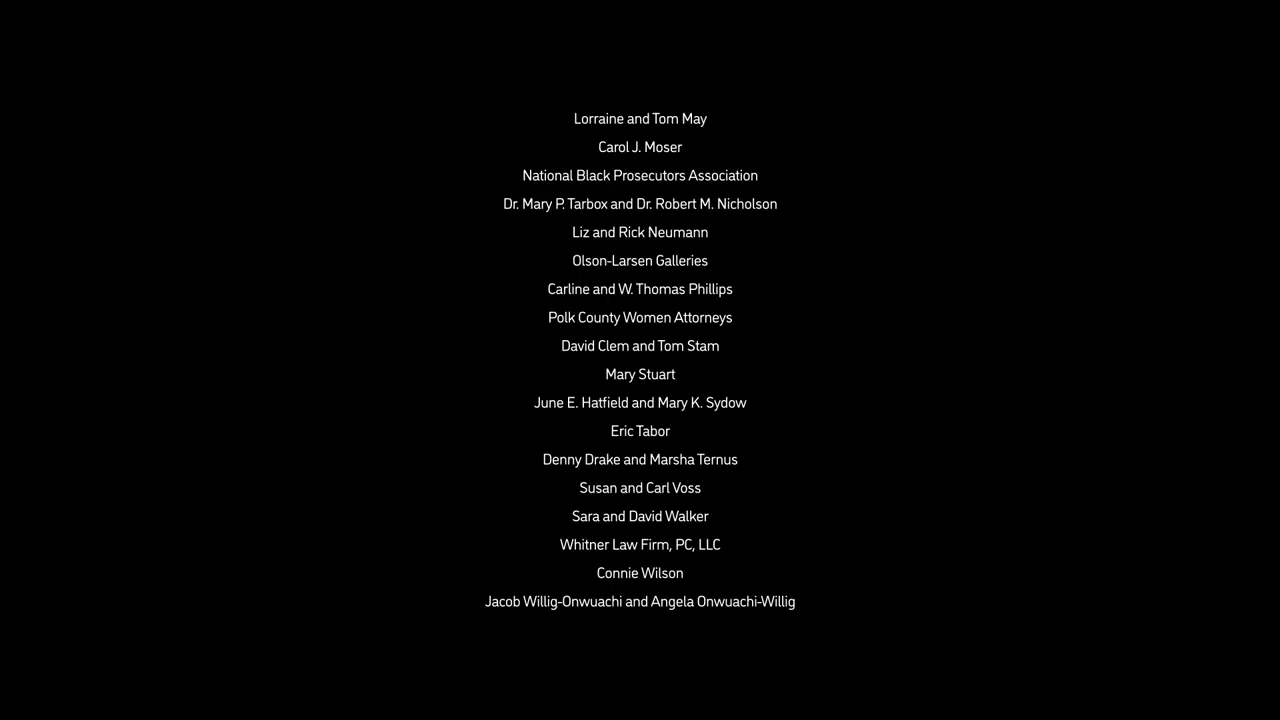 Lorraine and Tom May
Carol J. Moser
National Black Prosecutors Association
Dr. Mary P. Tarbox and Dr. Robert M. Nicholson
Liz and Rick Neumann
Olson-Larsen Galleries
Carline and W. Thomas Phillips
Polk County Women Attorneys
David Clem and Tom Stam
Mary Stuart
June E. Hatfield and Mary K. Sydow
Eric Tabor
Denny Drake and Marsha Ternus
Susan and Carl Voss
Sara and David Walker
Whitner Law Firm, PC, LLC
Connie Wilson
Jacob Willig-Onwuachi and Angela Onwuachi-Willig